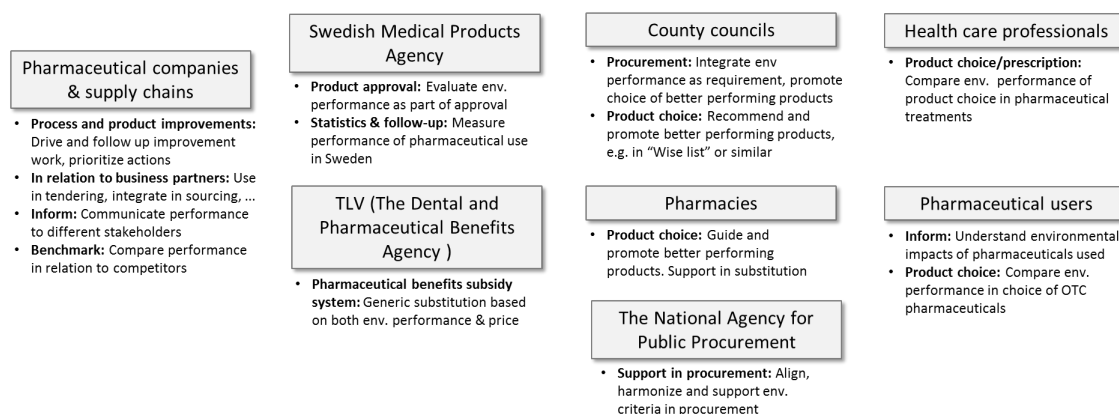 Pharmaceutical companies
& supply chains
• Process and product improvements:
Drive and follow up improvement
work, prioritize actions
• In relation to business partners: Use
in tendering, integrate in sourcing, ...
• Inform: Communicate performance
to different stakeholders
• Benchmark: Compare performance
in relation to competitors
Swedish Medical Products
Agency
• Product approval: Evaluate env.
performance as part of approval
• Statistics & follow-up: Measure
performance of pharmaceutical use
in Sweden
TLV (The Dental and
Pharmaceutical Benefits
Agency )
• Pharmaceutical benefits subsidy
system: Generic substitution based
on both env. performance & price
County councils
• Procurement: Integrate env
performance as requirement, promote
choice of better performing products
• Product choice: Recommend and
promote better performing products,
e.g. in “Wise list” or similar
Pharmacies
• Product choice: Guide and
promote better performing
products. Support in substitution
The National Agency for
Public Procurement
• Support in procurement: Align,
harmonize and support env.
criteria in procurement
Health care professionals
• Product choice/prescription:
Compare env. performance of
product choice in pharmaceutical
treatments
Pharmaceutical users
• Inform: Understand environmental
impacts of pharmaceuticals used
• Product choice: Compare env.
performance in choice of OTC
pharmaceuticals